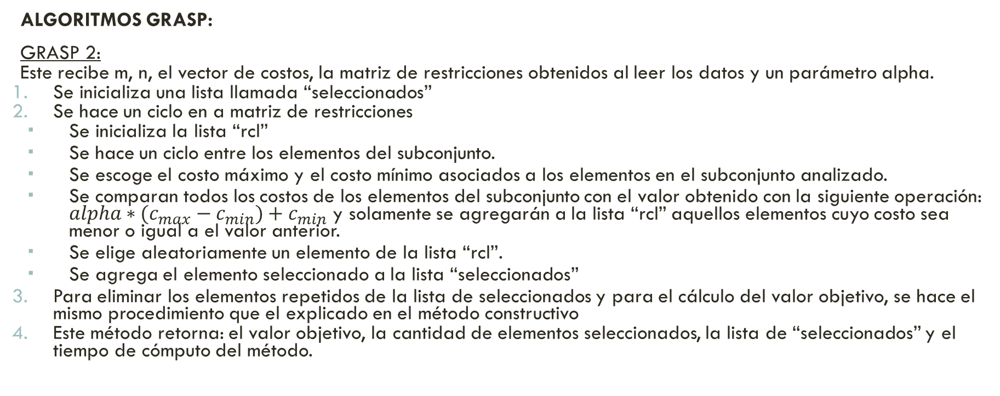 ALGORITMOS GRASP:
GRASP 2:
Este recibe m, n, el vector de costos, la matriz de restricciones obtenidos al leer los datos y un parámetro alpha.
1. Se inicializa una lista llamada “seleccionados”
2. Se hace un ciclo en a matriz de restricciones
▪ Se inicializa la lista “rcl”
▪ Se hace un ciclo entre los elementos del subconjunto.
▪ Se escoge el costo máximo y el costo mínimo asociados a los elementos en el subconjunto analizado.
▪ Se comparan todos los costos de los elementos del subconjunto con el valor obtenido con la siguiente operación:
alpha ∗ (c_max − c_min) + c_min y solamente se agregarán a la lista “rcl” aquellos elementos cuyo costo sea
menor o igual a el valor anterior.
▪ Se elige aleatoriamente un elemento de la lista “rcl”.
▪ Se agrega el elemento seleccionado a la lista “seleccionados”
3. Para eliminar los elementos repetidos de la lista de seleccionados y para el cálculo del valor objetivo, se hace el
mismo procedimiento que el explicado en el método constructivo
4. Este método retorna: el valor objetivo, la cantidad de elementos seleccionados, la lista de “seleccionados” y el
tiempo de cómputo del método.